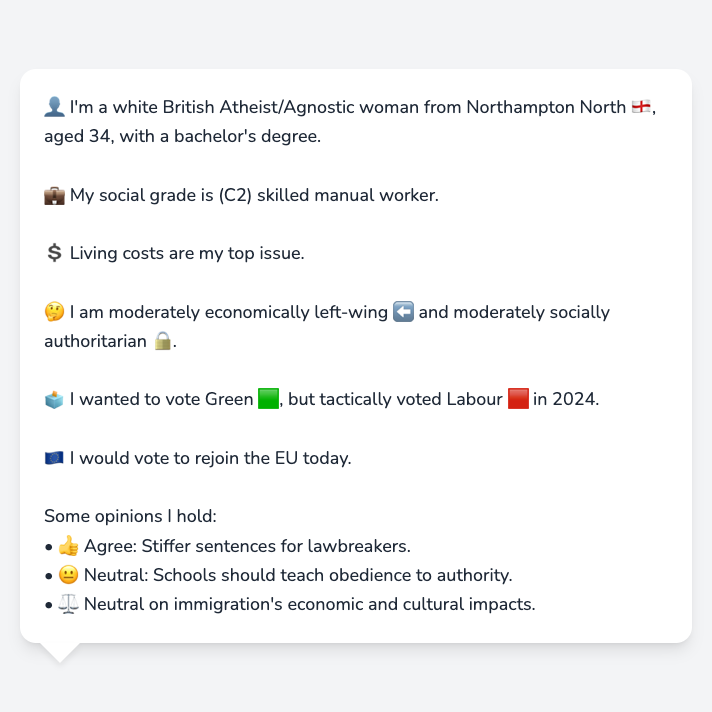 👤 I'm a white British Atheist/Agnostic woman from Northampton North 🏴󠁧󠁢󠁥󠁮󠁧󠁿,
aged 34, with a bachelor's degree.
💼 My social grade is (C2) skilled manual worker.
💲 Living costs are my top issue.
🤔 I am moderately economically left-wing ⬅️ and moderately socially
authoritarian 🔒.
🗳️ I wanted to vote Green 🟩, but tactically voted Labour 🟥 in 2024.
🇪🇺 I would vote to rejoin the EU today.
Some opinions I hold:
• 👍 Agree: Stiffer sentences for lawbreakers.
• 😐 Neutral: Schools should teach obedience to authority.
• ⚖️ Neutral on immigration's economic and cultural impacts.